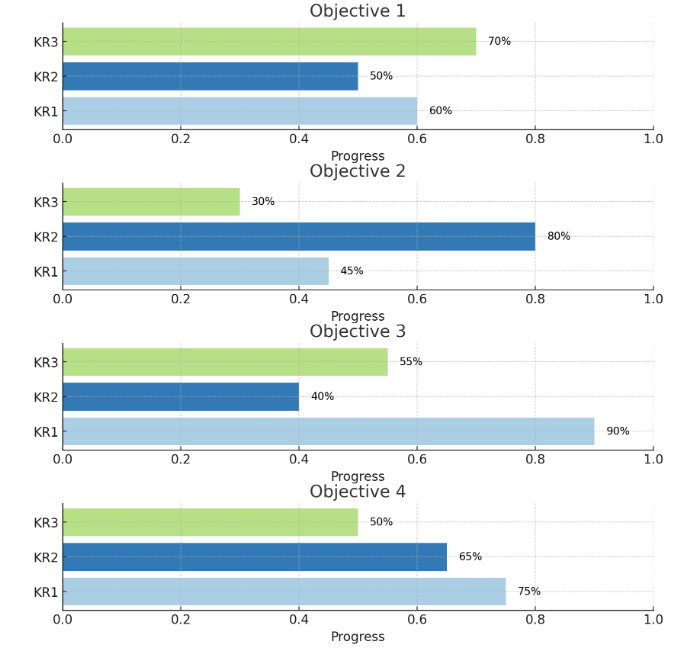 Objective 1
KR3 70%
KR2 50%
KR1 60%
0.0 0.2 0.4 0.6 0.8 1.0
Progress
Objective 2
KR3 30%
KR2 80%
KR1 45%
0.0 0.2 0.4 0.6 0.8 1.0
Progress
Objective 3
KR3 55%
KR2 40%
KR1 90%
0.0 0.2 0.4 0.6 0.8 1.0
Progress
Objective 4
KR3 50%
KR2 65%
KR1 75%
0.0 0.2 0.4 0.6 0.8 1.0
Progress